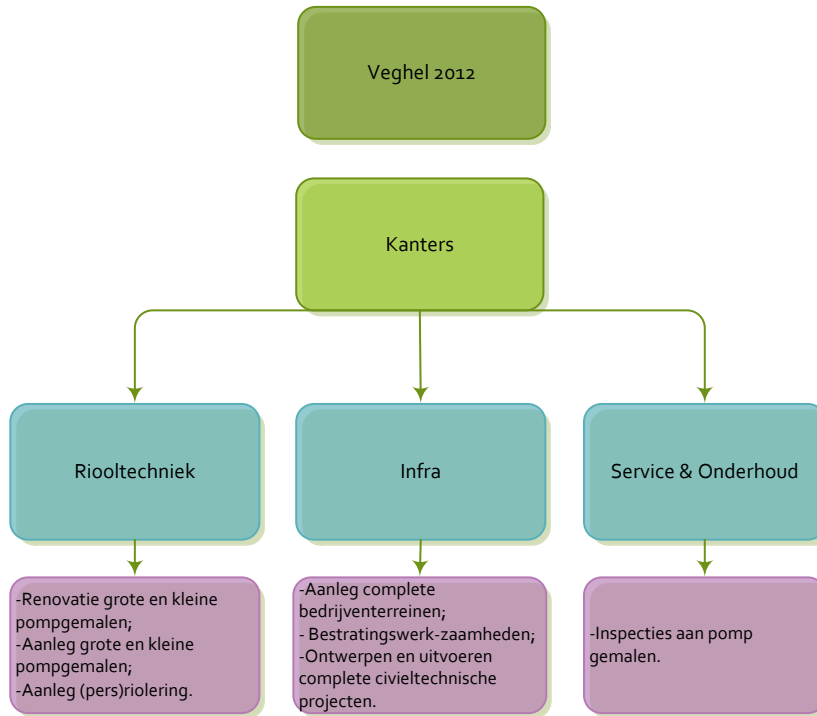 Veghel 2012
Kanters
Riooltechniek
Infra
Service & Onderhoud
-Renovatie grote en kleine
pompgemalen;
-Aanleg grote en kleine
pompgemalen;
-Aanleg (pers)riolering.
-Aanleg complete
bedrijventerreinen;
- Bestratingswerk-zaamheden;
-Ontwerpen en uitvoeren
complete civieltechnische
projecten.
-Inspecties aan pomp
gemalen.